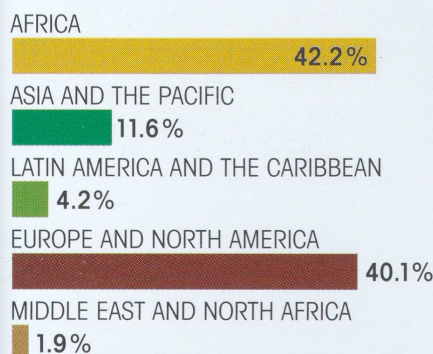 AFRICA
42.2%
ASIA AND THE PACIFIC
11.6%
LATIN AMERICA AND THE CARIBBEAN
4.2%
EUROPE AND NORTH AMERICA
40.1%
MIDDLE EAST AND NORTH AFRICA
1.9%